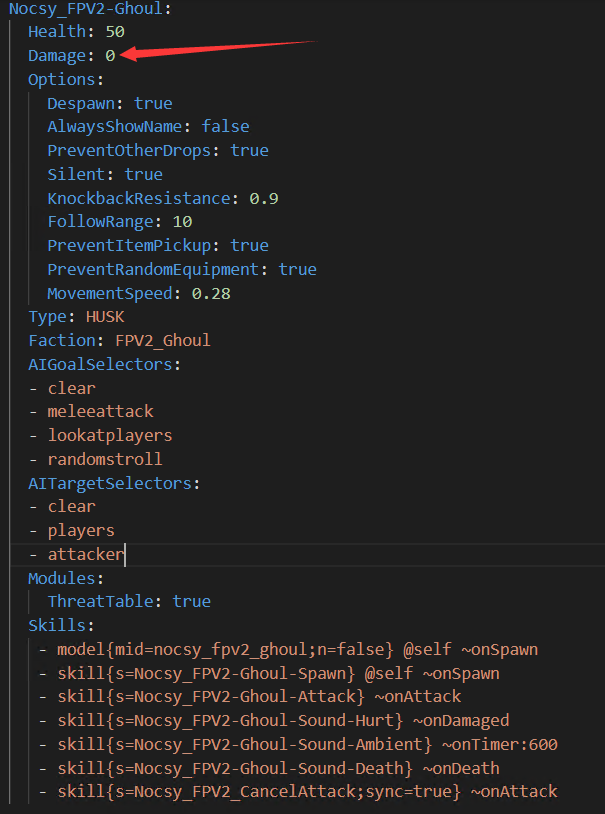 Nocsy_FPV2-Ghoul:
  Health: 50
  Damage: 0
  Options:
    Despawn: true
    AlwaysShowName: false
    PreventOtherDrops: true
    Silent: true
    KnockbackResistance: 0.9
    FollowRange: 10
    PreventItemPickup: true
    PreventRandomEquipment: true
    MovementSpeed: 0.28
  Type: HUSK
  Faction: FPV2_Ghoul
  AIGoalSelectors:
  - clear
  - meleeattack
  - lookatplayers
  - randomstroll
  AITargetSelectors:
  - clear
  - players
  - attacker
  Modules:
    ThreatTable: true
  Skills:
   - model{mid=nocsy_fpv2_ghoul;n=false} @self ~onSpawn
   - skill{s=Nocsy_FPV2-Ghoul-Spawn} @self ~onSpawn
   - skill{s=Nocsy_FPV2-Ghoul-Attack} ~onAttack
   - skill{s=Nocsy_FPV2-Ghoul-Sound-Hurt} ~onDamaged
   - skill{s=Nocsy_FPV2-Ghoul-Sound-Ambient} ~onTimer:600
   - skill{s=Nocsy_FPV2-Ghoul-Sound-Death} ~onDeath
   - skill{s=Nocsy_FPV2_CancelAttack;sync=true} ~onAttack